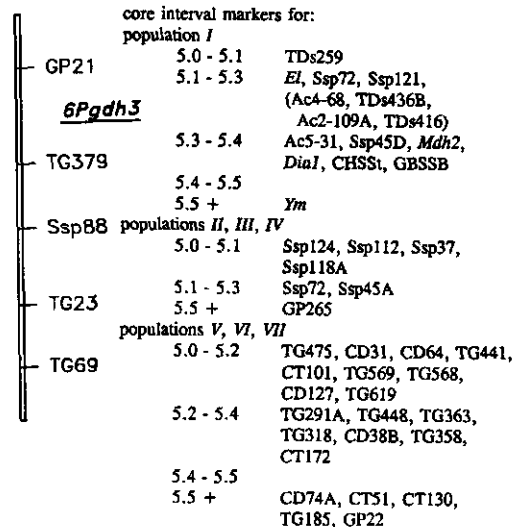 core interval markers for:
population I
5.0 - 5.1 TDs259
GP21
5.1 - 5.3 El, Ssp72, Ssp121,
(Ac4-68, TDs436B,
6Pgdh3
Ac2-109A, TDs416)
5.3 - 5.4 Ac5-31, Ssp45D, Mdh2,
TG379
Dia1, CHSSt, GBSSB
5.4 - 5.5
5.5 + Ym
Ssp88
populations II, III, IV
5.0 - 5.1 Ssp124, Ssp112, Ssp37,
Ssp118A
5.1 - 5.3 Ssp72, Ssp45A
TG23
5.5 + GP265
populations V, VI, VII
5.0 - 5.2 TG475, CD31, CD64, TG441,
TG69
CT101, TG569, TG568,
CD127, TG619
5.2 - 5.4 TG291A, TG448, TG363,
TG318, CD38B, TG358,
CT172
5.4 - 5.5
5.5 + CD74A, CT51, CT130,
TG185, GP22